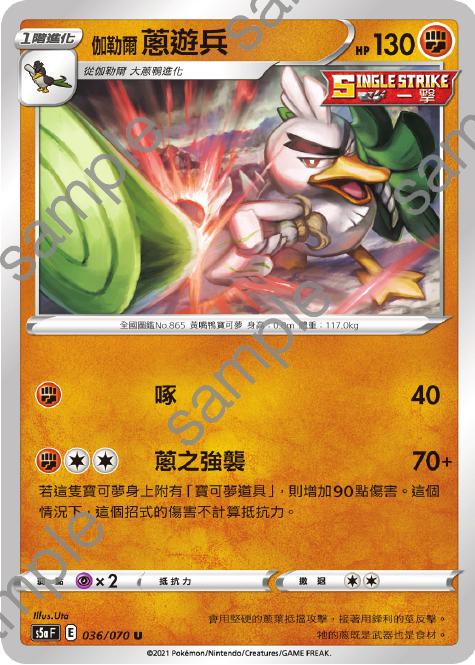 1階進化
伽勒爾 蔥遊兵
HP 130
從伽勒爾 大蔥鴨進化
SINGLE STRIKE
一擊
sample
sample
sample
sample
sample
sample
全國圖鑑No.865 黃嘴鴨寶可夢 身高:0.8m 體重:117.0kg
啄 40
蔥之強襲 70+
若這隻寶可夢身上附有「寶可夢道具」,則增加90點傷害。這個
情況下,這個招式的傷害不計算抵抗力。
弱點 ×2 抵抗力 撤退
Illus.Uta
會用堅硬的蔥葉抵擋攻擊,接著用鋒利的莖反擊。
牠的蔥既是武器也是食材。
s5a F E 036/070 U
©2021 Pokémon/Nintendo/Creatures/GAME FREAK.